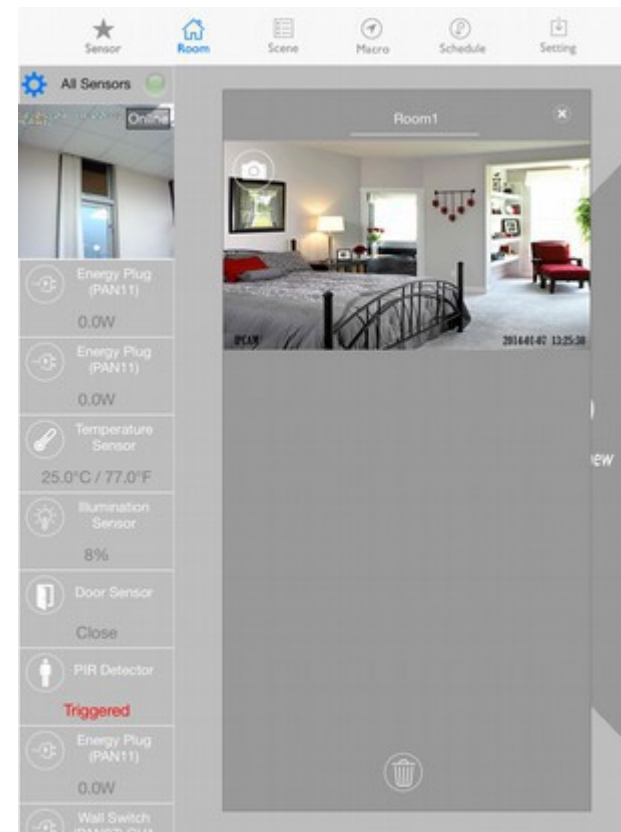 Sensor
Room
Scene
Macro
Schedule
Setting
All Sensors
Online
Energy Plug
(PAN11)
0.0W
Energy Plug
(PAN11)
0.0W
Temperature
Sensor
25.0°C / 77.0°F
Illumination
Sensor
8%
Door Sensor
Close
PIR Detector
Triggered
Energy Plug
(PAN11)
0.0W
Wall Switch
Room1
IPCAM
2014-01-07 13:25:30
ew